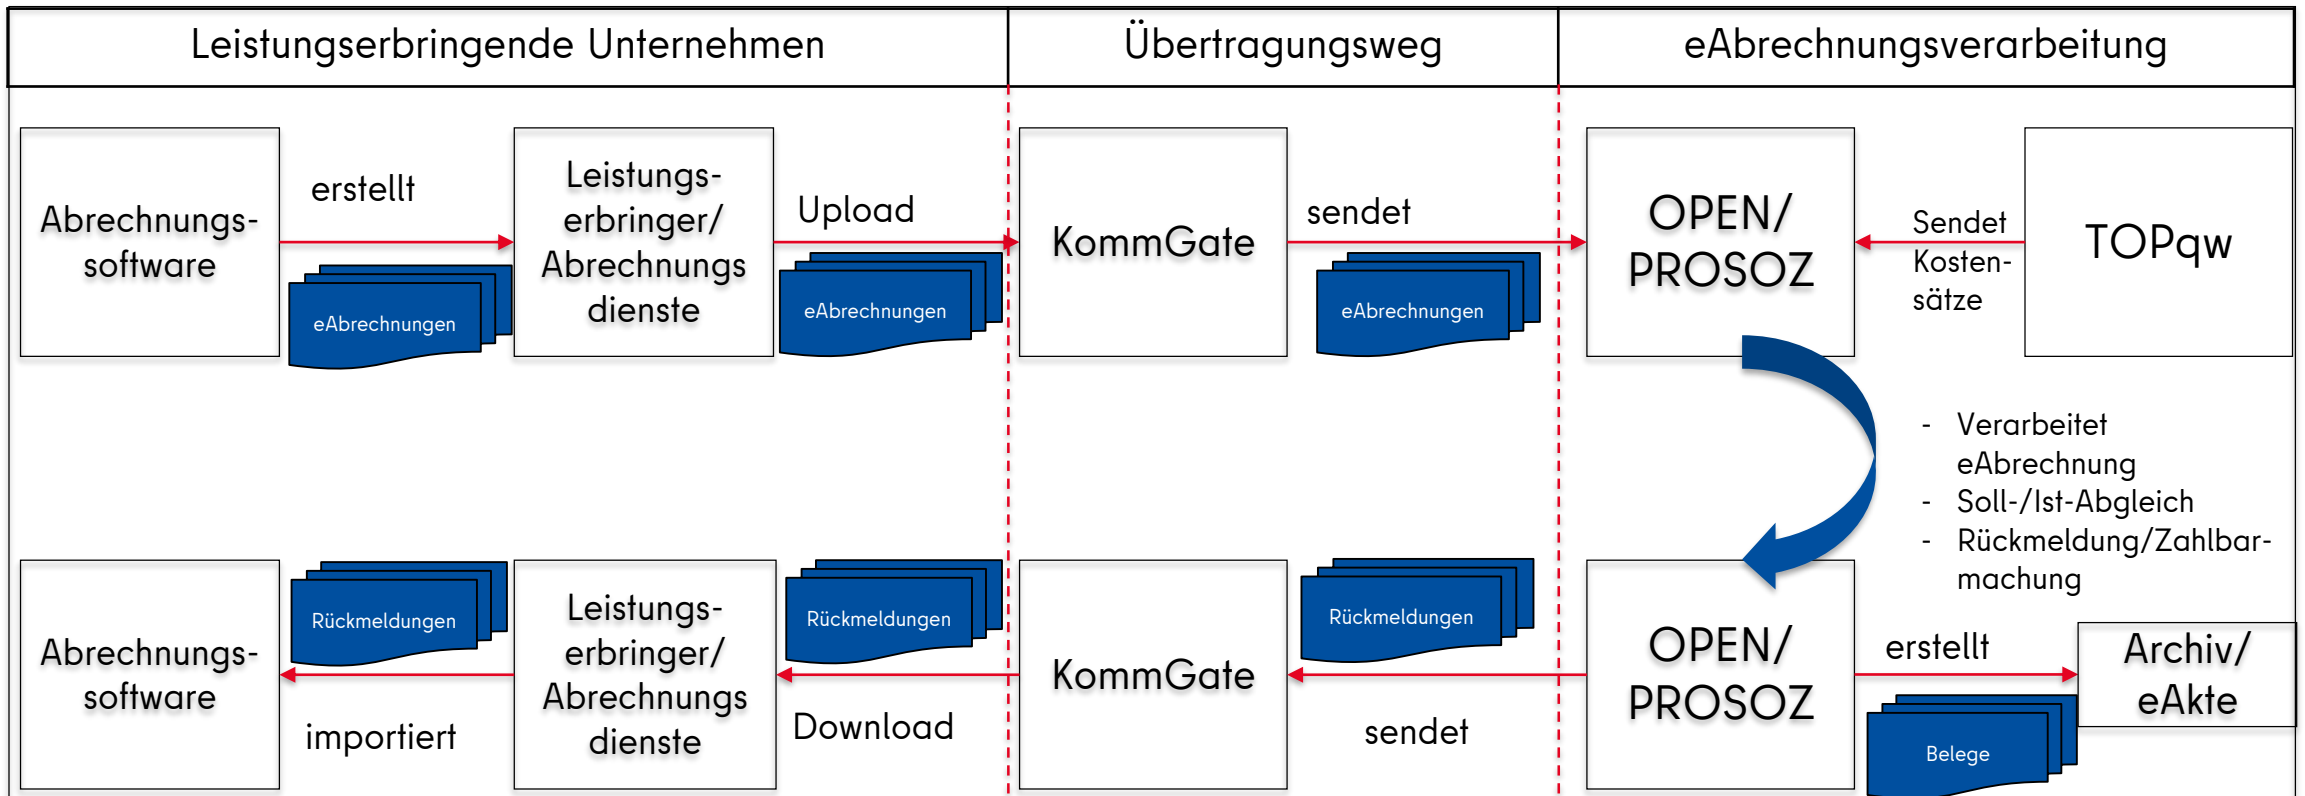 Leistungserbringende Unternehmen
Übertragungsweg
eAbrechnungsverarbeitung
Abrechnungs-
software
erstellt
eAbrechnungen
Leistungs-
erbringer/
Abrechnungs
dienste
Upload
eAbrechnungen
KommGate
sendet
eAbrechnungen
OPEN/
PROSOZ
Sendet
Kosten-
sätze
TOPqw
- Verarbeitet
eAbrechnung
- Soll-/Ist-Abgleich
- Rückmeldung/Zahlbar-
machung
Abrechnungs-
software
Rückmeldungen
importiert
Leistungs-
erbringer/
Abrechnungs
dienste
Rückmeldungen
Download
KommGate
Rückmeldungen
sendet
OPEN/
PROSOZ
erstellt
Belege
Archiv/
eAkte